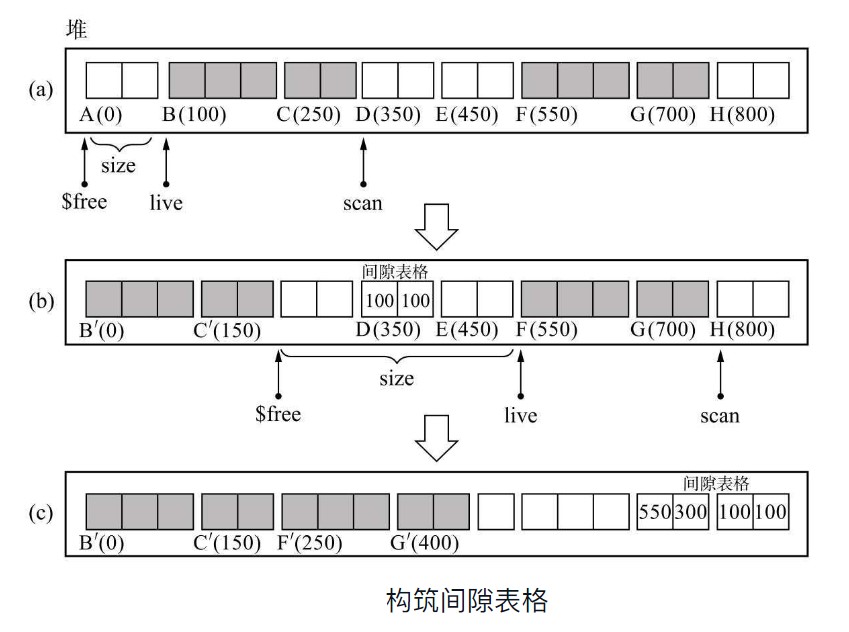 堆
(a)
A(0) B(100) C(250) D(350) E(450) F(550) G(700) H(800)
size
$free live scan
间隙表格
(b) 100 100
B′(0) C′(150) D(350) E(450) F(550) G(700) H(800)
size
$free live scan
间隙表格
(c) 550 300 100 100
B′(0) C′(150) F′(250) G′(400)
构筑间隙表格